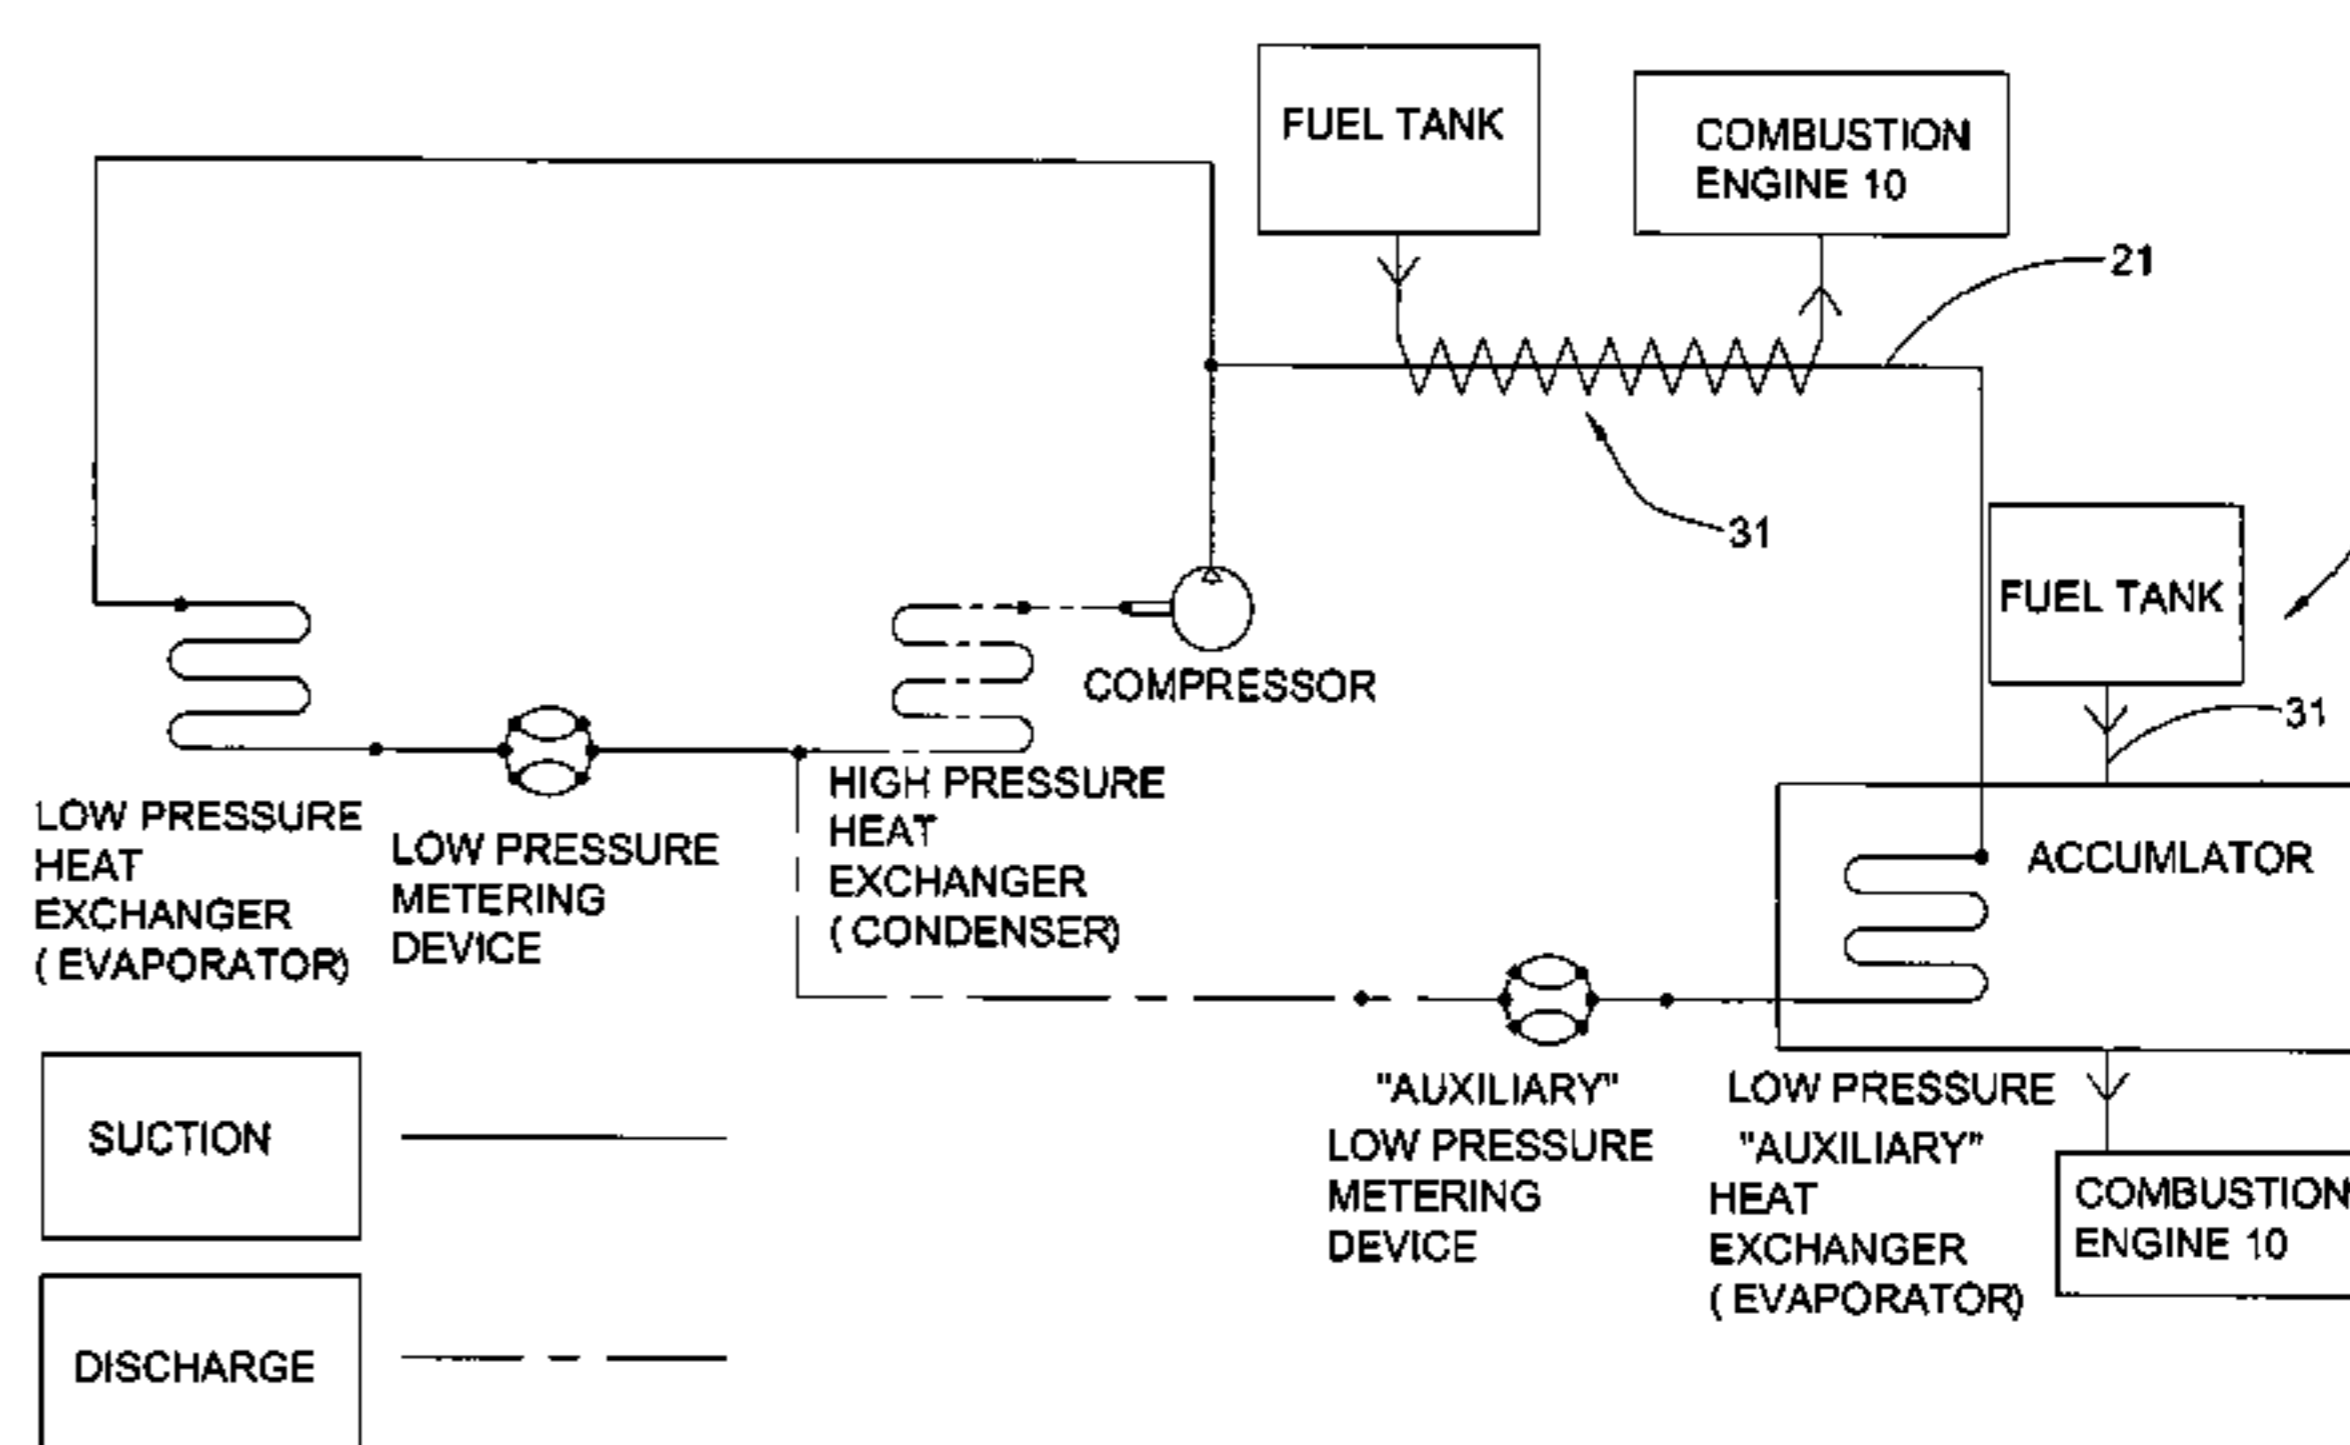 FUEL TANK
COMBUSTION
ENGINE 10
21
31
FUEL TANK
31
COMPRESSOR
HIGH PRESSURE
HEAT
EXCHANGER
( CONDENSER)
LOW PRESSURE
HEAT
EXCHANGER
( EVAPORATOR)
LOW PRESSURE
METERING
DEVICE
ACCUMLATOR
"AUXILIARY"
LOW PRESSURE
METERING
DEVICE
LOW PRESSURE
"AUXILIARY"
HEAT
EXCHANGER
( EVAPORATOR)
COMBUSTION
ENGINE 10
SUCTION
DISCHARGE